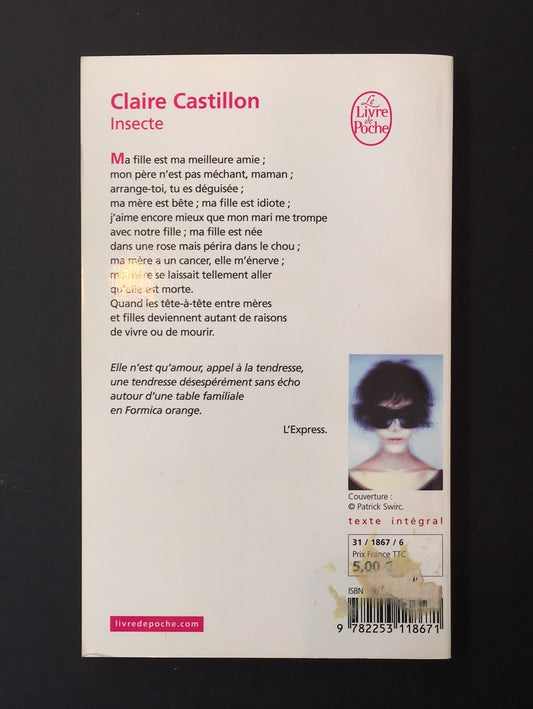 Claire Castillon
Insecte
Le
Livre
de
Poche
Ma fille est ma meilleure amie ;
mon père n'est pas méchant, maman ;
arrange-toi, tu es déguisée ;
ma mère est bête ; ma fille est idiote ;
j'aime encore mieux que mon mari me trompe
avec notre fille ; ma fille est née
dans une rose mais périra dans le chou ;
ma mère a un cancer, elle m'énerve ;
ma mère se laissait tellement aller
qu'elle est morte.
Quand les tête-à-tête entre mères
et filles deviennent autant de raisons
de vivre ou de mourir.
Elle n'est qu'amour, appel à la tendresse,
une tendresse désespérément sans écho
autour d'une table familiale
en Formica orange.
L'Express.
Couverture :
© Patrick Swirc.
texte intégral
31 / 1867 / 6
Prix France TTC
5,00 €
ISBN
9 782253 118671
livredepoche.com